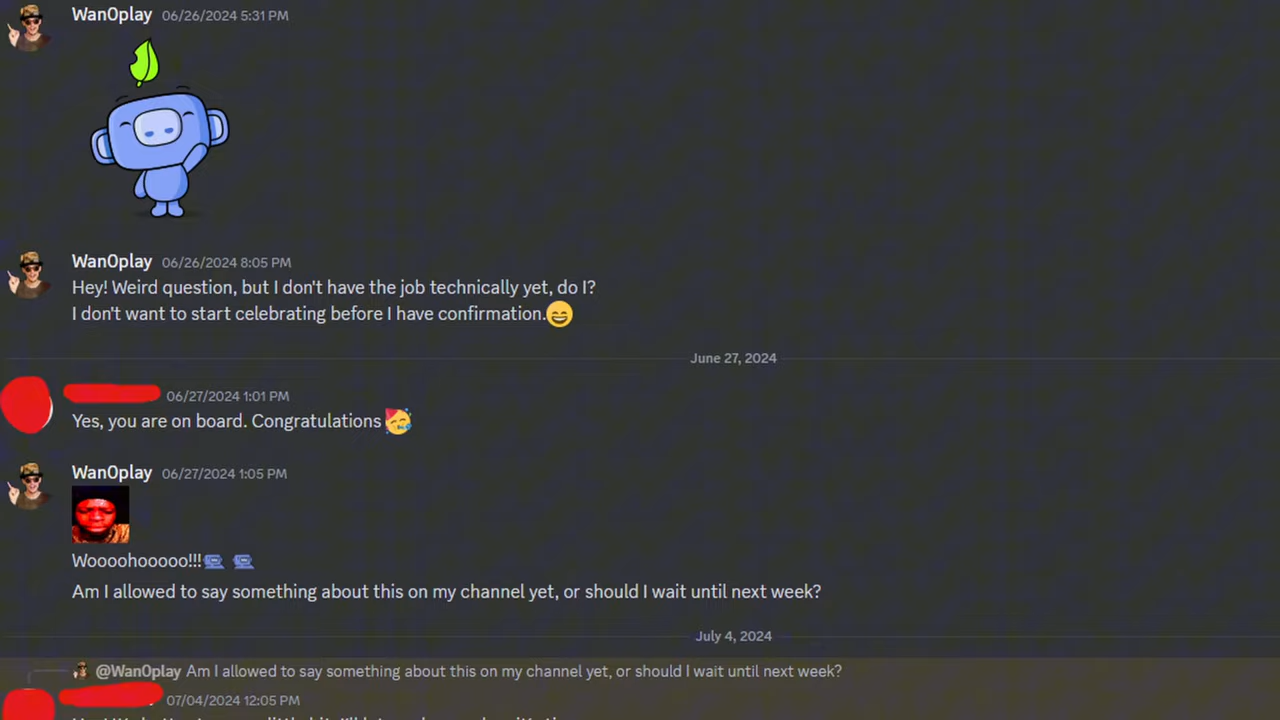 WanOplay 06/26/2024 5:31 PM
WanOplay 06/26/2024 8:05 PM
Hey! Weird question, but I don't have the job technically yet, do I?
I don't want to start celebrating before I have confirmation.😄
June 27, 2024
06/27/2024 1:01 PM
Yes, you are on board. Congratulations 🥳
WanOplay 06/27/2024 1:05 PM
Woooohooooo!!!
Am I allowed to say something about this on my channel yet, or should I wait until next week?
July 4, 2024
@WanOplay Am I allowed to say something about this on my channel yet, or should I wait until next week?
07/04/2024 12:05 PM